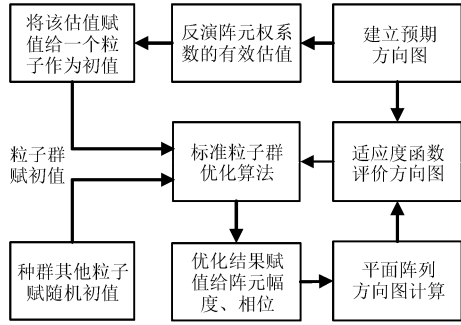 将该估值赋
值给一个粒
子作为初值
反演阵元权系
数的有效估值
建立预期
方向图
粒子群
赋初值
标准粒子群
优化算法
适应度函数
评价方向图
种群其他粒子
赋随机初值
优化结果赋
值给阵元幅
度、相位
平面阵列
方向图计算